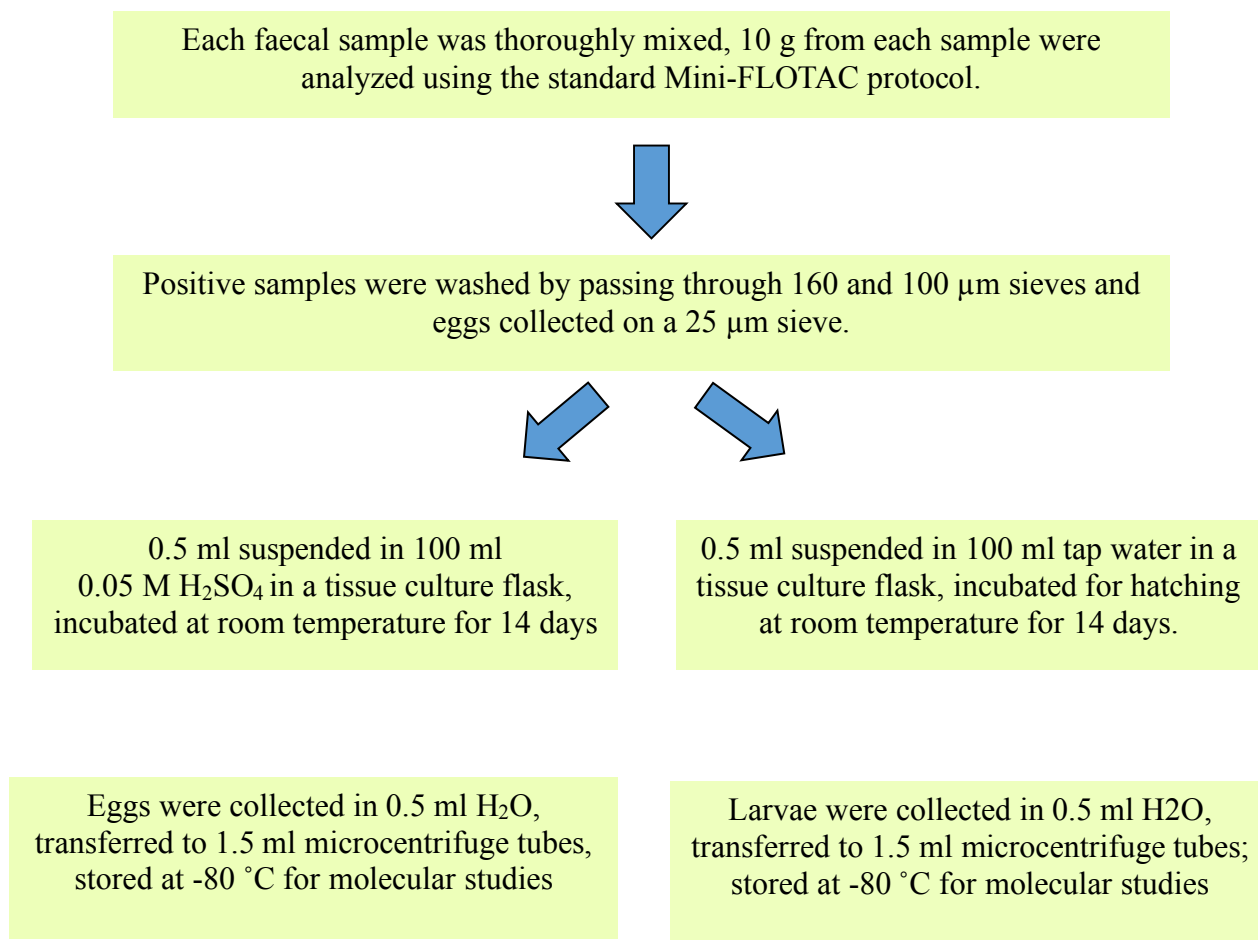 Each faecal sample was thoroughly mixed, 10 g from each sample were
analyzed using the standard Mini-FLOTAC protocol.
Positive samples were washed by passing through 160 and 100 µm sieves and
eggs collected on a 25 µm sieve.
0.5 ml suspended in 100 ml
0.05 M H₂SO₄ in a tissue culture flask,
incubated at room temperature for 14 days
0.5 ml suspended in 100 ml tap water in a
tissue culture flask, incubated for hatching
at room temperature for 14 days.
Eggs were collected in 0.5 ml H₂O,
transferred to 1.5 ml microcentrifuge tubes,
stored at -80 ˚C for molecular studies
Larvae were collected in 0.5 ml H2O,
transferred to 1.5 ml microcentrifuge tubes;
stored at -80 ˚C for molecular studies